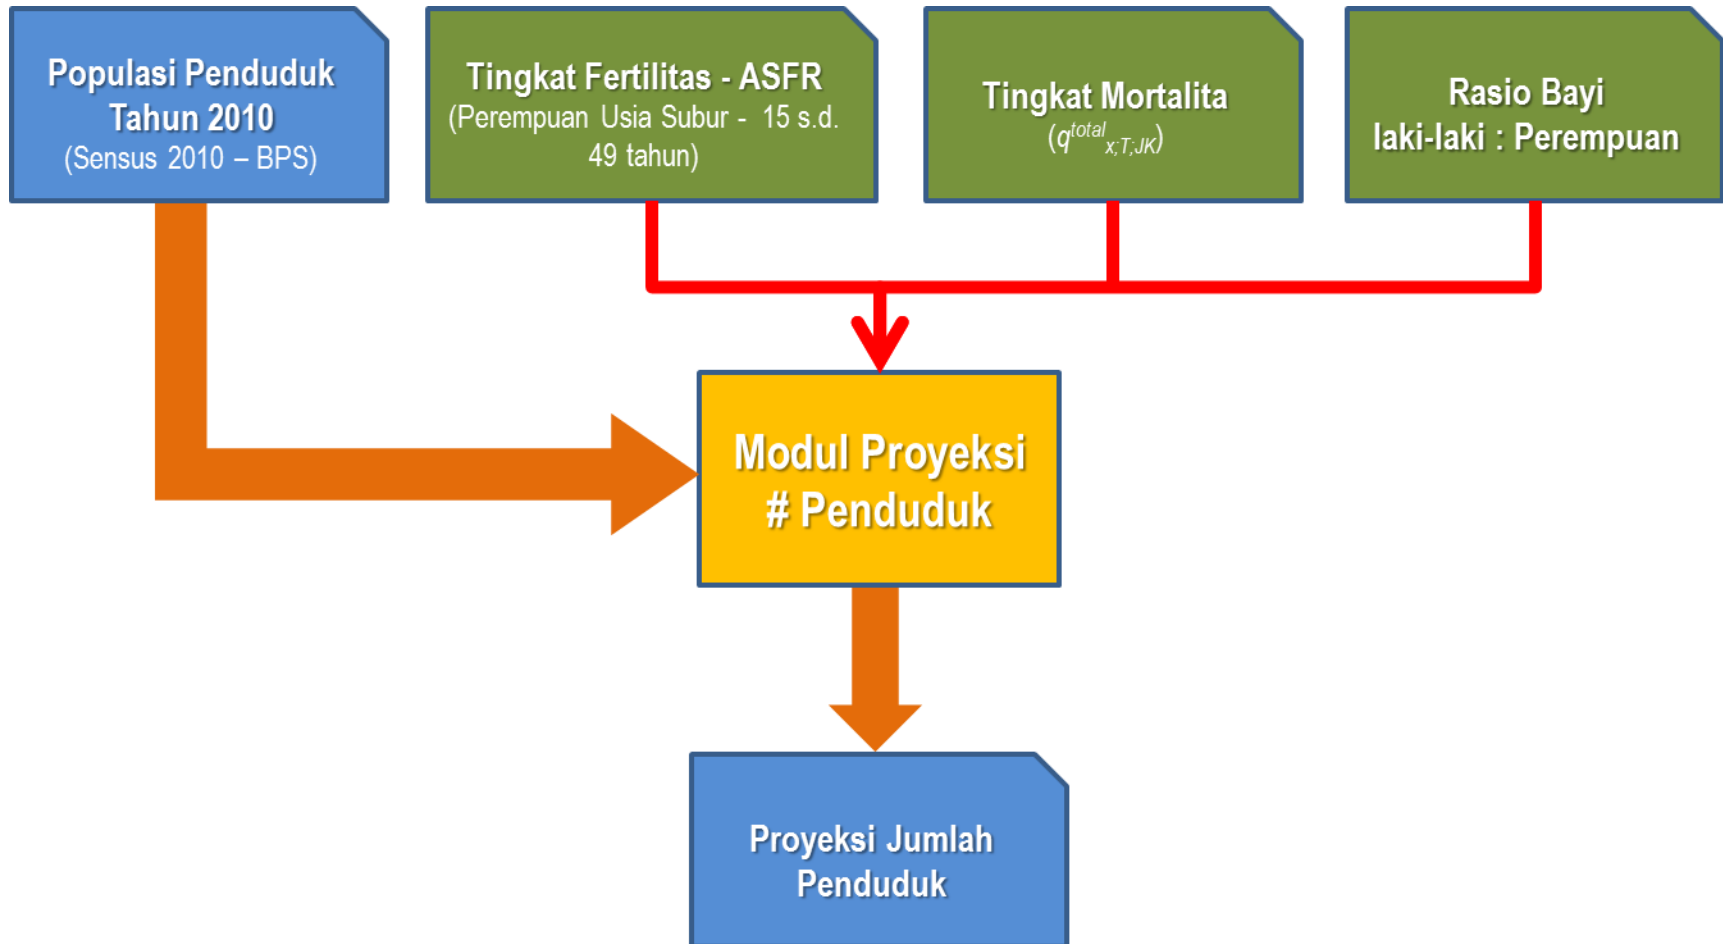 Populasi Penduduk
Tahun 2010
(Sensus 2010 – BPS)
Tingkat Fertilitas - ASFR
(Perempuan Usia Subur - 15 s.d.
49 tahun)
Tingkat Mortalita
(q^total_x;T;JK)
Rasio Bayi
laki-laki : Perempuan
Modul Proyeksi
# Penduduk
Proyeksi Jumlah
Penduduk